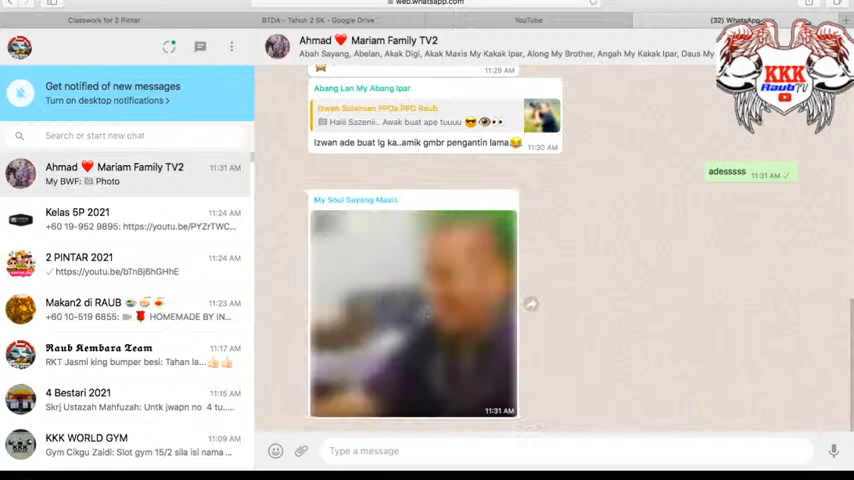 web.whatsapp.com
Classwork for 2 Pintar
BTDA - Tahun 2 SK - Google Drive
YouTube
(32) WhatsApp
Ahmad ❤️ Mariam Family TV2
Abah Sayang, Abelan, Akak Dira, Akak Maxis My Kakak Ipar, Along My Brother, Angah My Kakak Ipar, Daus My
KKK
RaubTV
Get notified of new messages
Turn on desktop notifications >
Search or start new chat
Ahmad ❤️ Mariam Family TV2
11:31 AM
My BWF: 📷 Photo
Kelas 5P 2021
11:24 AM
+60 19-952 9895: https://youtu.be/PYZrTWC...
2 PINTAR 2021
11:24 AM
✓ https://youtu.be/bTnBj6hGHhE
Makan2 di RAUB
11:23 AM
+60 10-519 6855: 🌹 HOMEMADE BY IN...
Raub Kembara Team
11:17 AM
RKT Jasmi king bumper besi: Tahan la...👍👍
4 Bestari 2021
11:15 AM
Skrj Ustazah Mahfuzah: Untk jwapn no 4 tu..
KKK WORLD GYM
11:09 AM
Gym Cikgu Zaidi: Slot gym 15/2 sila isi nama ...
11:29 AM
Abang Lan My Abang Ipar
Izwan Sulaiman PPDa PPD Raub
📷 Haiii Sazenii.. Awak buat ape tuuuu 😎👁👀
Izwan ade buat lg ka..amik gmbr pengantin lama😂
11:30 AM
adesssss
11:31 AM ✓
My Soul Sayang Maxis
11:31 AM
Type a message